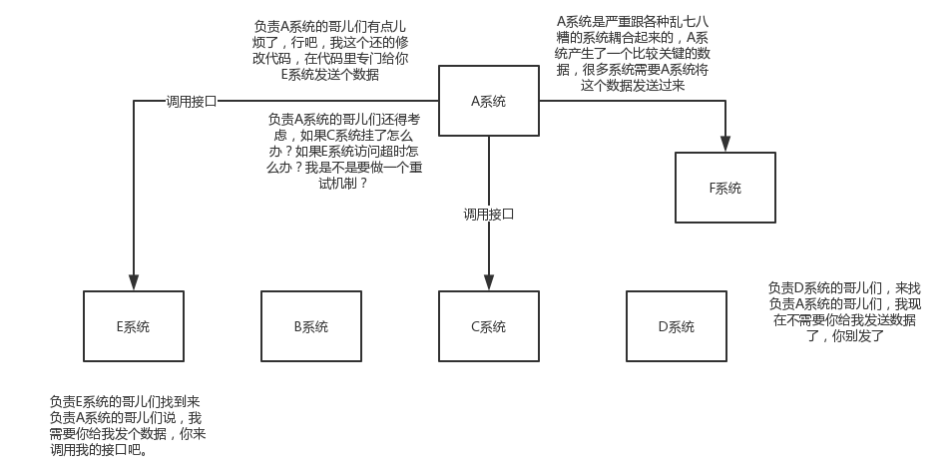 负责A系统的哥儿们有点儿
烦了，行吧，我这个还的修
改代码，在代码里专门给你
E系统发送个数据
A系统是严重跟各种乱七八
糟的系统耦合起来的，A系
统产生了一个比较关键的数
据，很多系统需要A系统将
这个数据发送过来
调用接口
A系统
负责A系统的哥儿们还得考
虑，如果C系统挂了怎么
办？如果E系统访问超时怎
么办？我是不是要做一个重
试机制？
F系统
调用接口
E系统
B系统
C系统
D系统
负责D系统的哥儿们，来找
负责A系统的哥儿们，我现
在不需要你给我发送数据
了，你别发了
负责E系统的哥儿们找到来
负责A系统的哥儿们说，我
需要你给我发个数据，你来
调用我的接口吧。